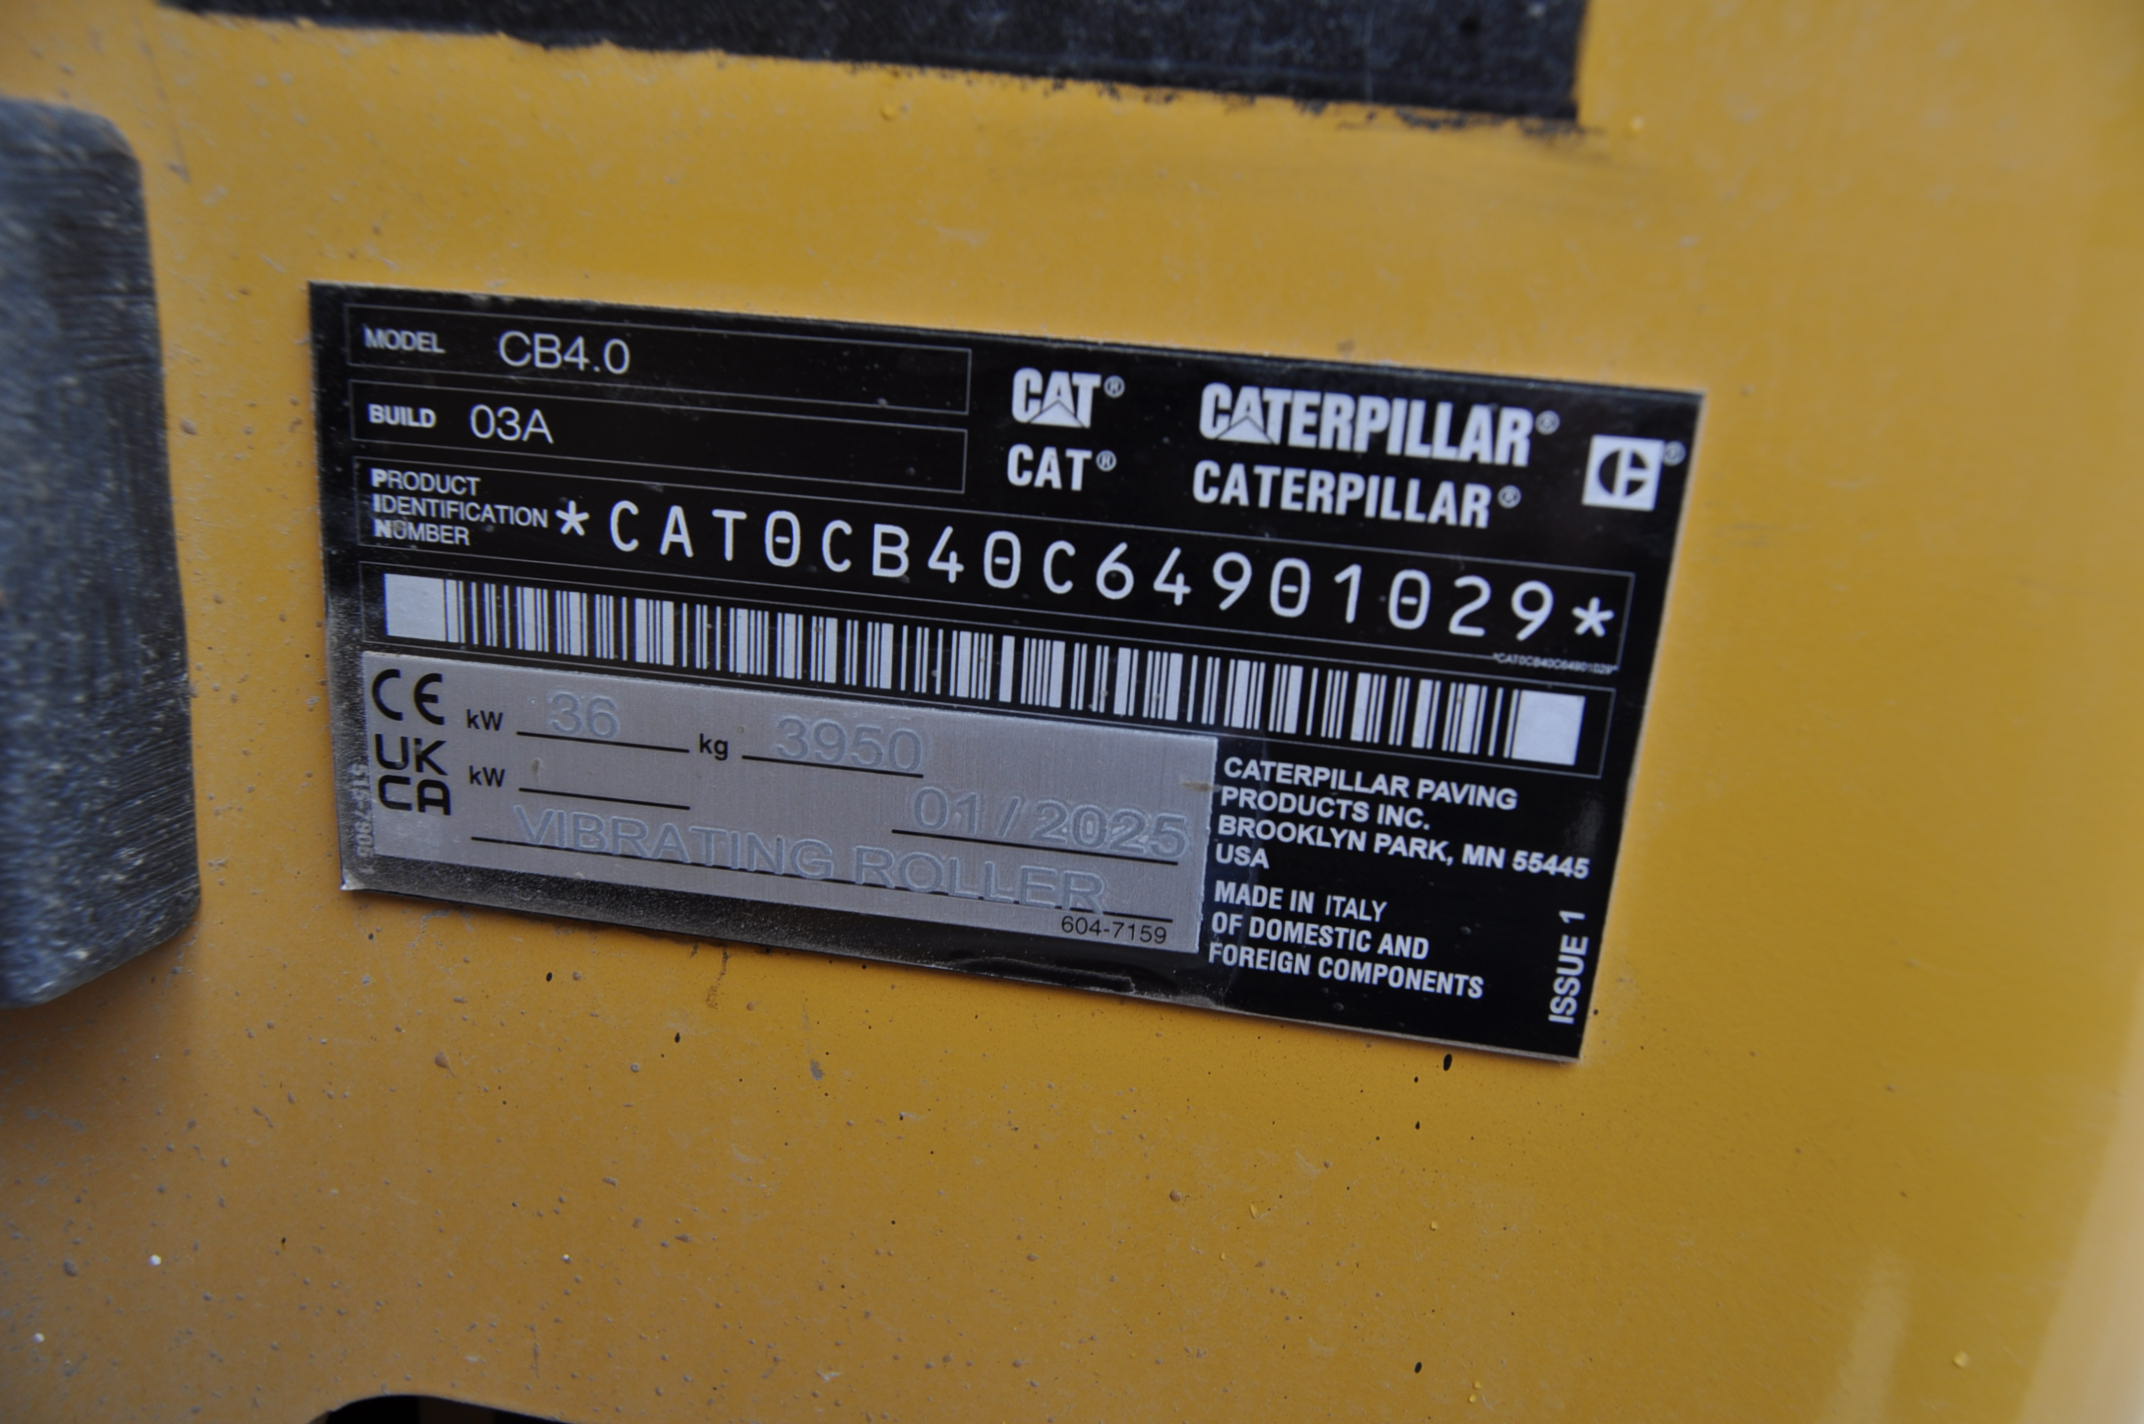 MODEL CB4.0
BUILD 03A
CAT® CATERPILLAR®
CAT® CATERPILLAR®
PRODUCT
IDENTIFICATION
NUMBER
*CAT0CB40C64901029*
*CAT0CB40C64901029*
CE
UK
CA
kW 36 kg 3950
kW
01/2025
VIBRATING ROLLER
604-7159
CATERPILLAR PAVING
PRODUCTS INC.
BROOKLYN PARK, MN 55445
USA
MADE IN ITALY
OF DOMESTIC AND
FOREIGN COMPONENTS
ISSUE 1